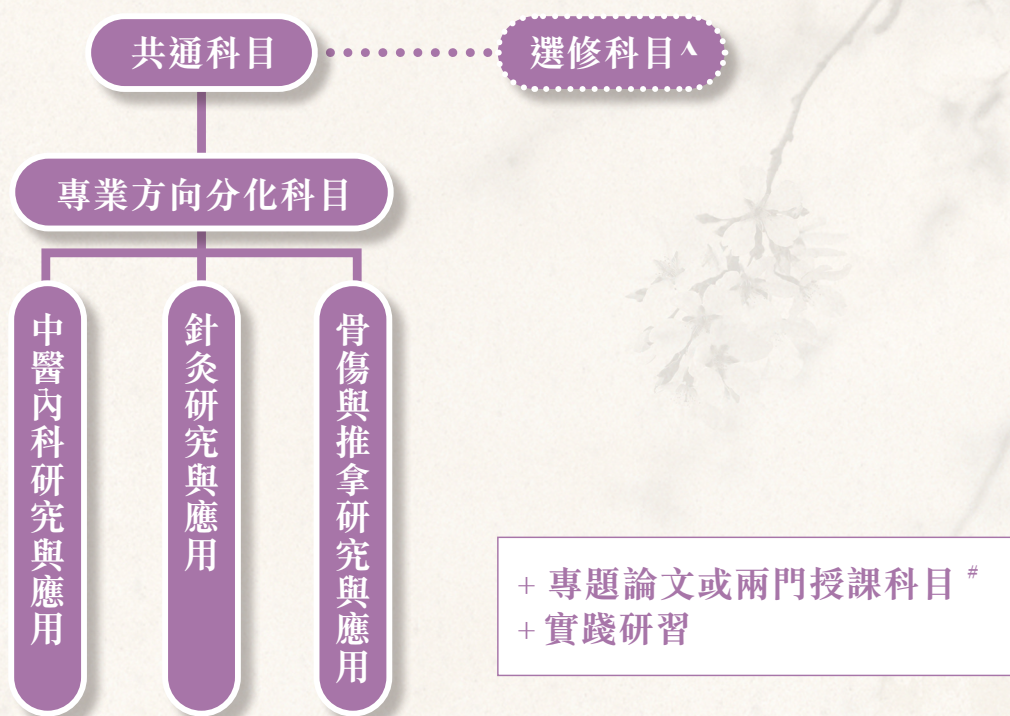 共通科目
選修科目^
專業方向分化科目
中醫內科研究與應用
針灸研究與應用
骨傷與推拿研究與應用
+ 專題論文或兩門授課科目 #
+ 實踐研習